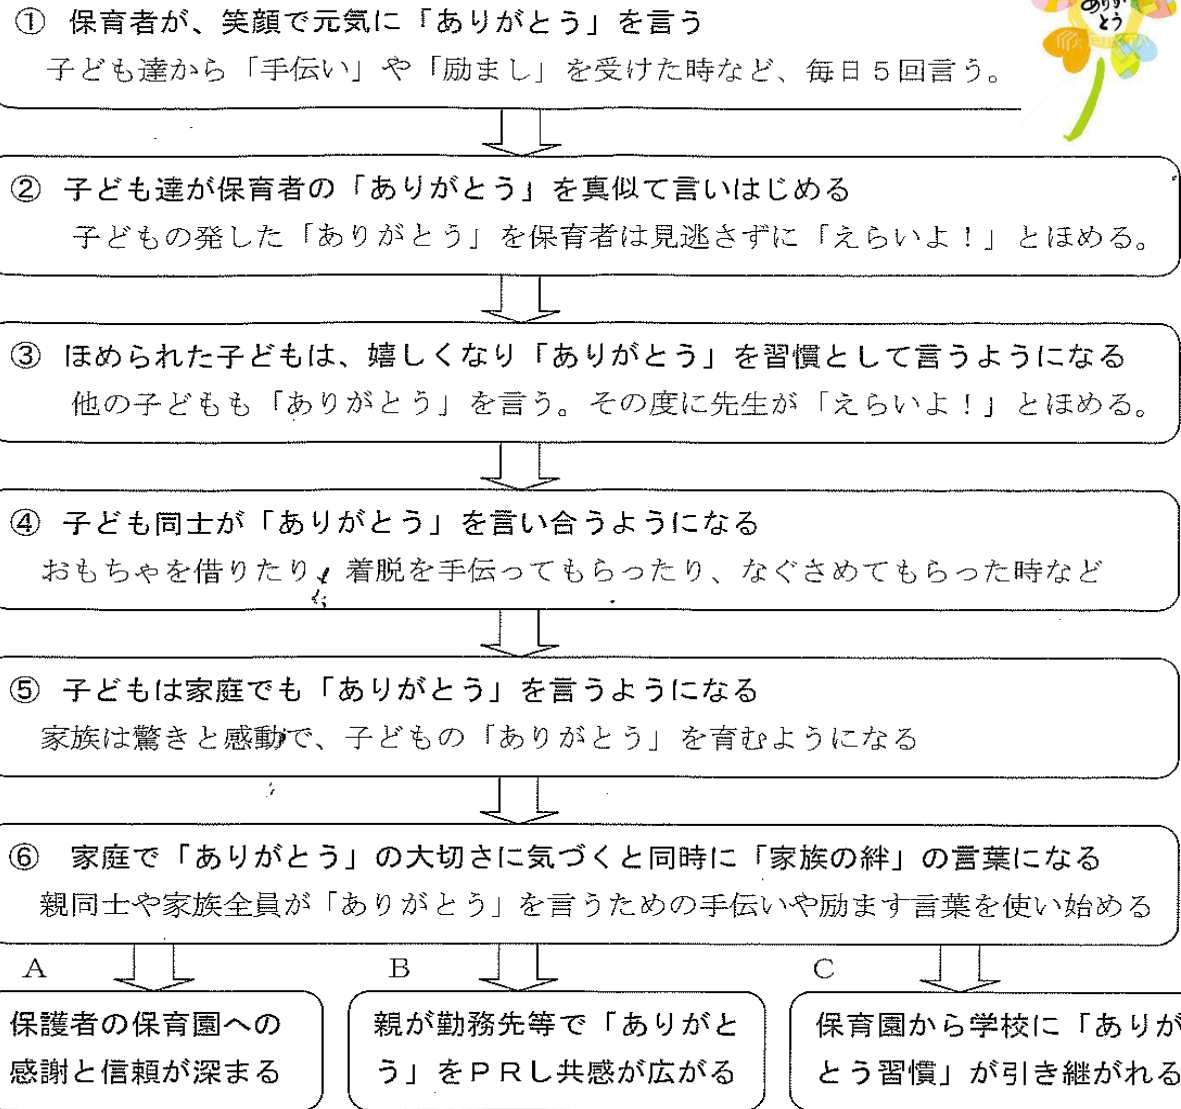 ありが
とう
① 保育者が、笑顔で元気に「ありがとう」を言う
子ども達から「手伝い」や「励まし」を受けた時など、毎日５回言う。
② 子ども達が保育者の「ありがとう」を真似て言いはじめる
子どもの発した「ありがとう」を保育者は見逃さずに「えらいよ！」とほめる。
③ ほめられた子どもは、嬉しくなり「ありがとう」を習慣として言うようになる
他の子どもも「ありがとう」を言う。その度に先生が「えらいよ！」とほめる。
④ 子ども同士が「ありがとう」を言い合うようになる
おもちゃを借りたり、着脱を手伝ってもらったり、なぐさめてもらった時など
⑤ 子どもは家庭でも「ありがとう」を言うようになる
家族は驚きと感動で、子どもの「ありがとう」を育むようになる
⑥ 家庭で「ありがとう」の大切さに気づくと同時に「家族の絆」の言葉になる
親同士や家族全員が「ありがとう」を言うための手伝いや励ます言葉を使い始める
A
保護者の保育園への
感謝と信頼が深まる
B
親が勤務先等で「ありがと
う」をＰＲし共感が広がる
C
保育園から学校に「ありが
とう習慣」が引き継がれる